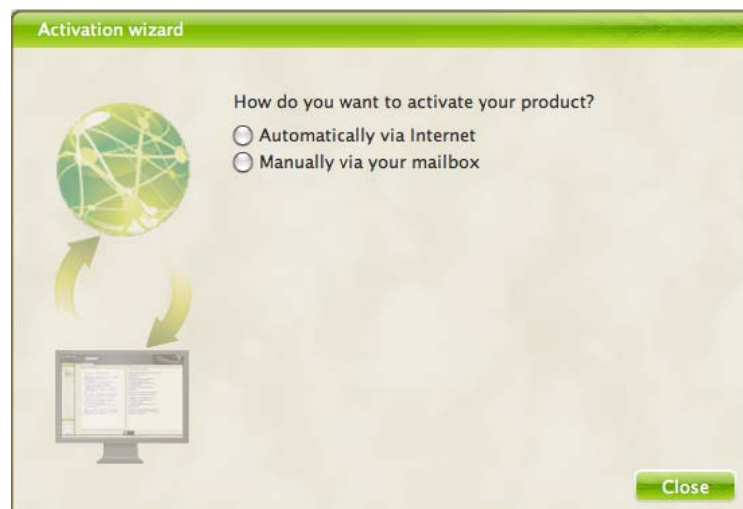 Activation wizard
How do you want to activate your product?
Automatically via Internet
Manually via your mailbox
Close